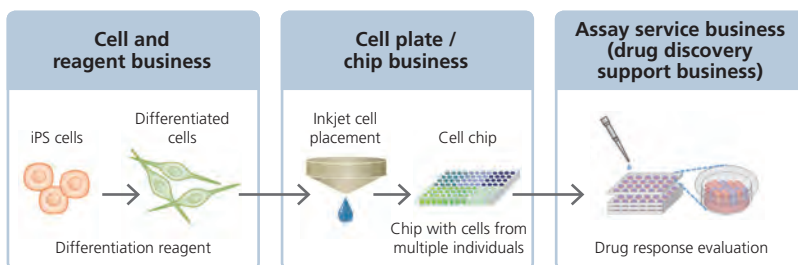 Cell and
reagent business
iPS cells
Differentiated
cells
Differentiation reagent
Cell plate /
chip business
Inkjet cell
placement
Cell chip
Chip with cells from
multiple individuals
Assay service business
(drug discovery
support business)
Drug response evaluation